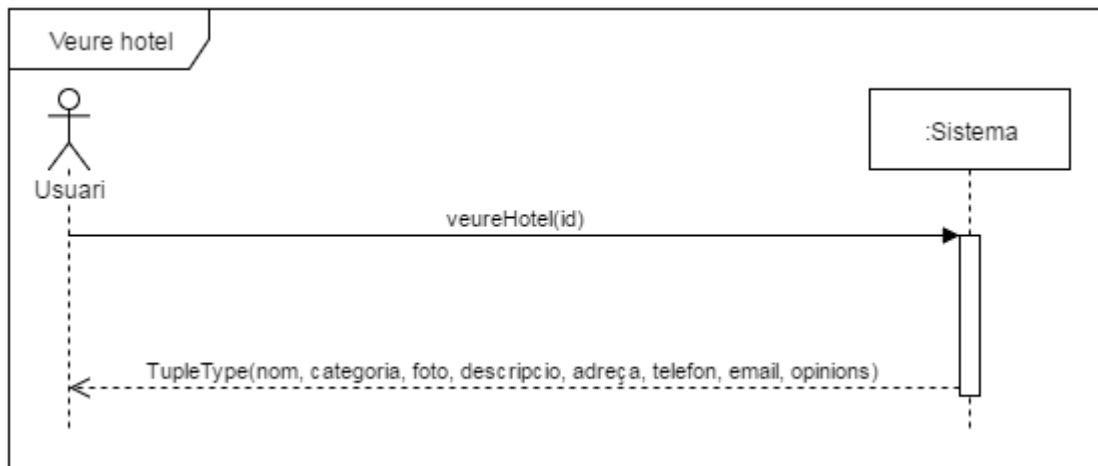 Veure hotel
:Sistema
Usuari
veureHotel(id)
TupleType(nom, categoria, foto, descripcio, adreça, telefon, email, opinions)